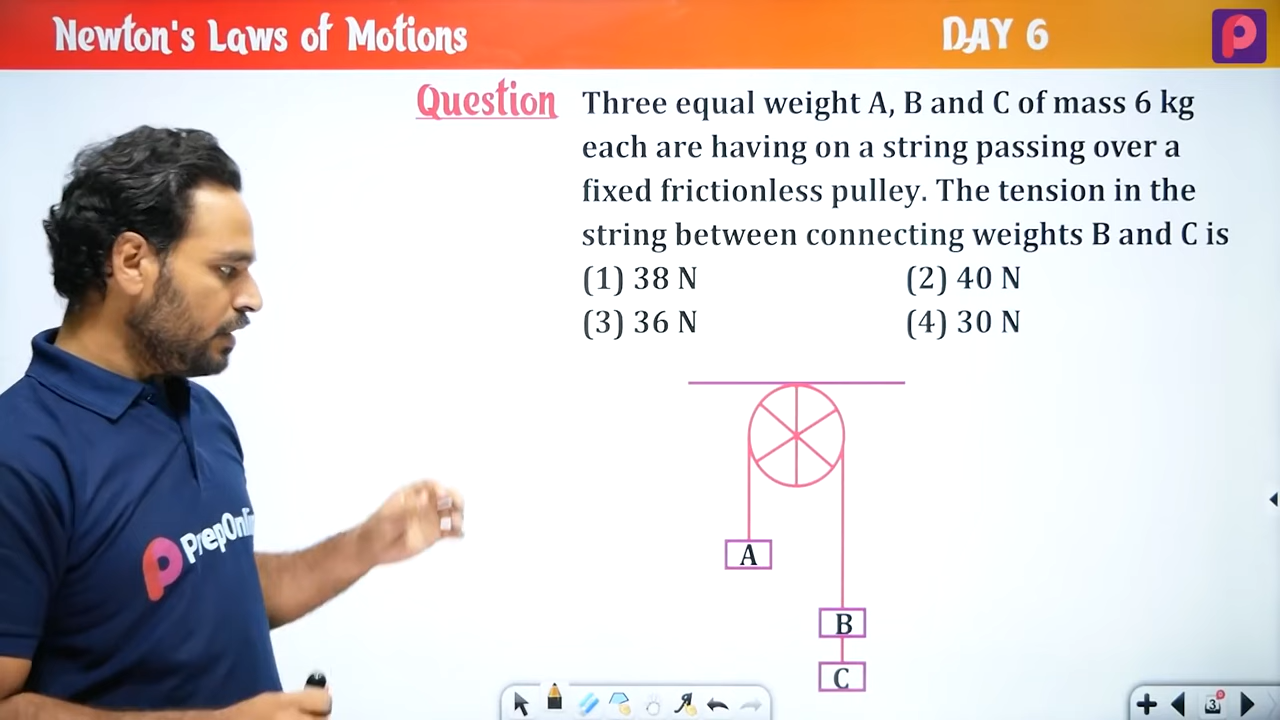 Newton's Laws of Motions
DAY 6
Question
Three equal weight A, B and C of mass 6 kg
each are having on a string passing over a
fixed frictionless pulley. The tension in the
string between connecting weights B and C is
(1) 38 N
(2) 40 N
(3) 36 N
(4) 30 N
A
B
C
PrepOnli
3